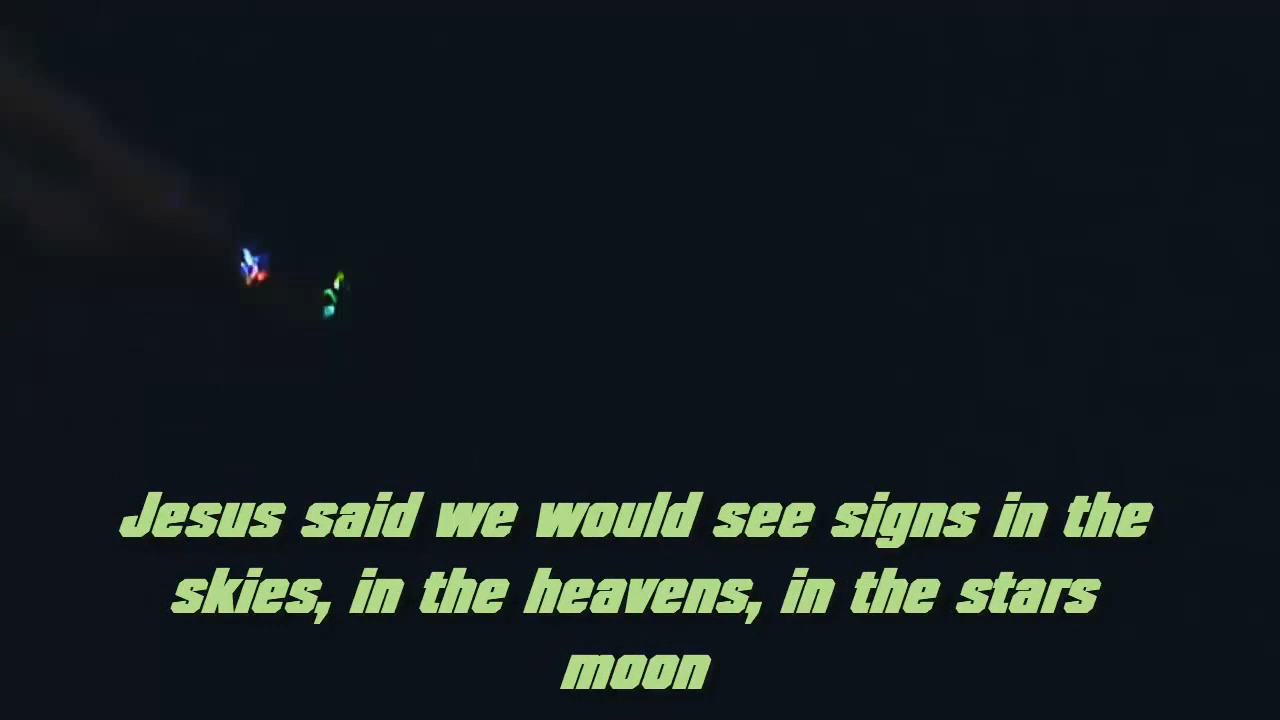 Jesus said we would see signs in the
skies, in the heavens, in the stars
moon